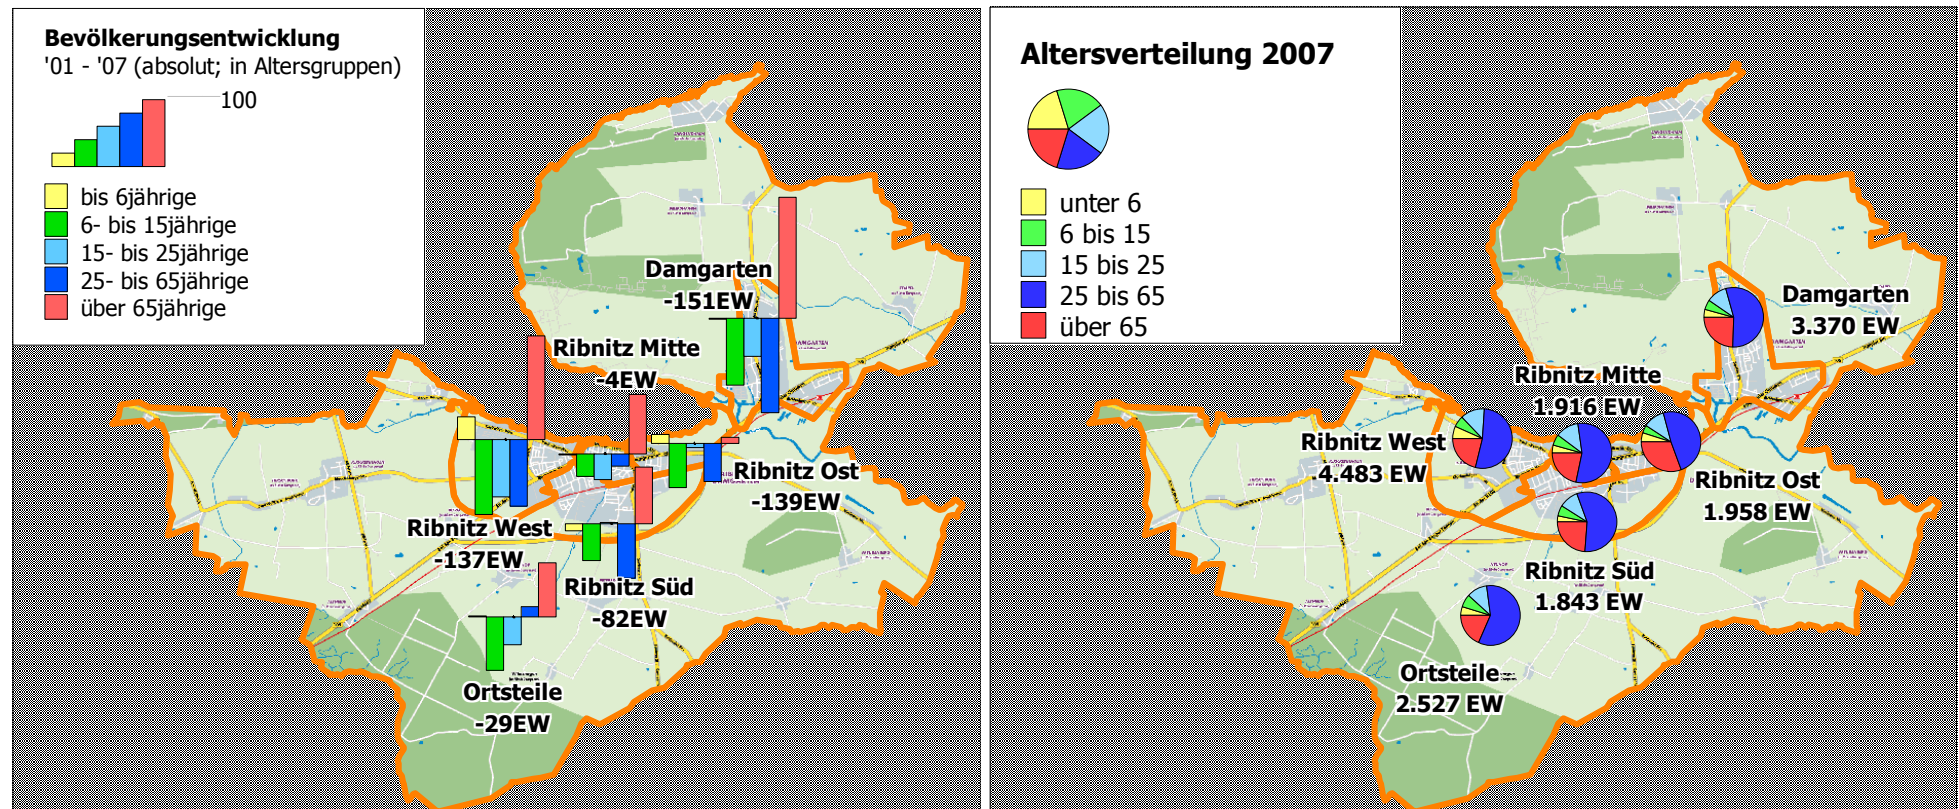 Bevölkerungsentwicklung
'01 - '07 (absolut; in Altersgruppen)
100
bis 6jährige
6- bis 15jährige
15- bis 25jährige
25- bis 65jährige
über 65jährige
Damgarten
-151EW
Ribnitz Mitte
-4EW
Ribnitz Ost
-139EW
Ribnitz West
-137EW
Ribnitz Süd
-82EW
Ortsteile
-29EW
Altersverteilung 2007
unter 6
6 bis 15
15 bis 25
25 bis 65
über 65
Damgarten
3.370 EW
Ribnitz Mitte
1.916 EW
Ribnitz West
4.483 EW
Ribnitz Ost
1.958 EW
Ribnitz Süd
1.843 EW
Ortsteile
2.527 EW